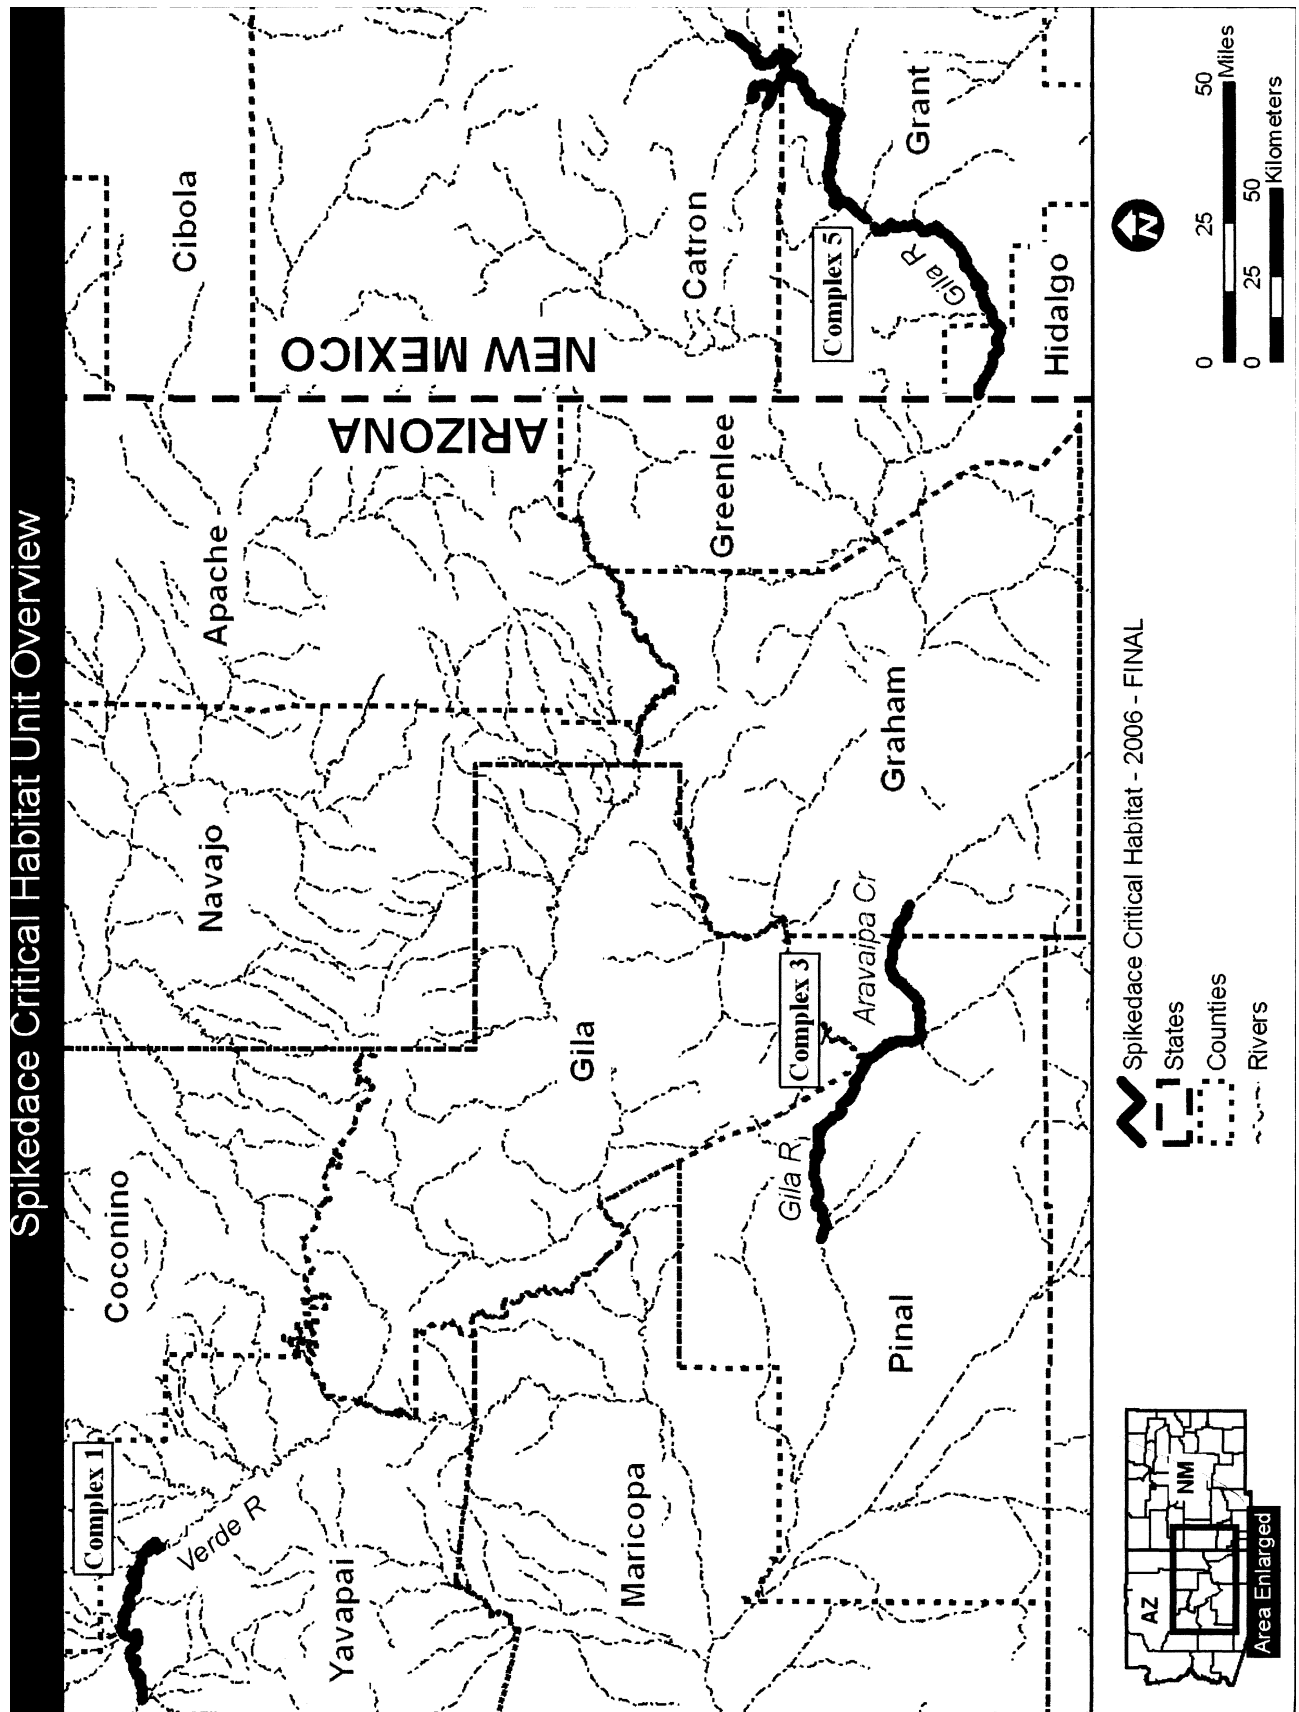 Spikedace Critical Habitat Unit Overview
Coconino
Navajo
Apache
Cibola
Complex 1
Verde R
Yavapai
ARIZONA
NEW MEXICO
Gila
Catron
Maricopa
Greenlee
Complex 3
Complex 5
Gila R
Aravaipa Cr
Graham
Gila R
Grant
Pinal
Hidalgo
AZ
NM
Area Enlarged
Spikedace Critical Habitat - 2006 - FINAL
States
Counties
Rivers
N
0 25 50
Miles
0 25 50
Kilometers